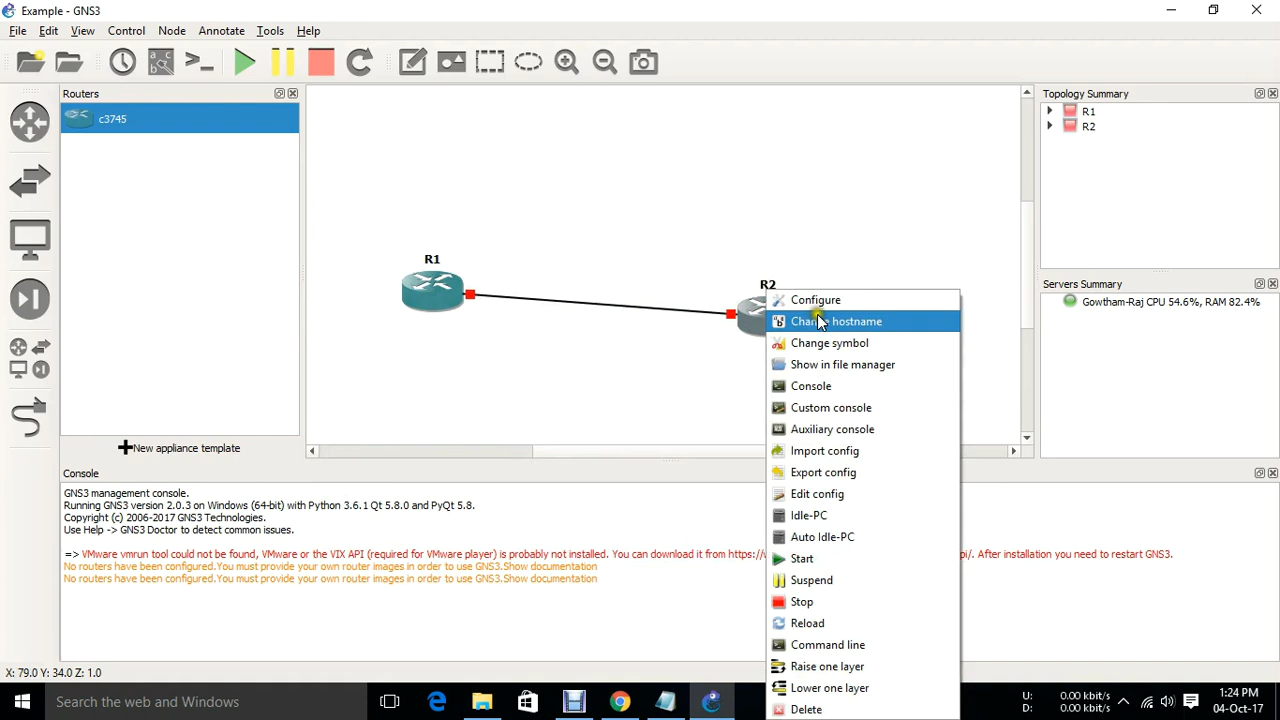 Example - GNS3
File Edit View Control Node Annotate Tools Help
Routers
c3745
New appliance template
R1
R2
Topology Summary
R1
R2
Servers Summary
Gowtham-Raj CPU 54.6%, RAM 82.4%
Configure
Change hostname
Change symbol
Show in file manager
Console
Custom console
Auxiliary console
Import config
Export config
Edit config
Idle-PC
Auto Idle-PC
Start
Suspend
Stop
Reload
Command line
Raise one layer
Lower one layer
Delete
Console
GNS3 management console.
Running GNS3 version 2.0.3 on Windows (64-bit) with Python 3.6.1 Qt 5.8.0 and PyQt 5.8.
Copyright (c) 2006-2017 GNS3 Technologies.
Use Help -> GNS3 Doctor to detect common issues.
=> VMware vmrun tool could not be found, VMware or the VIX API (required for VMware player) is probably not installed. You can download it from https:// pi/. After installation you need to restart GNS3.
No routers have been configured.You must provide your own router images in order to use GNS3.Show documentation
No routers have been configured.You must provide your own router images in order to use GNS3.Show documentation
X: 79.0 Y: 34.0 Z: 1.0
Search the web and Windows
U: 0.00 kbit/s
D: 0.00 kbit/s
1:24 PM
04-Oct-17